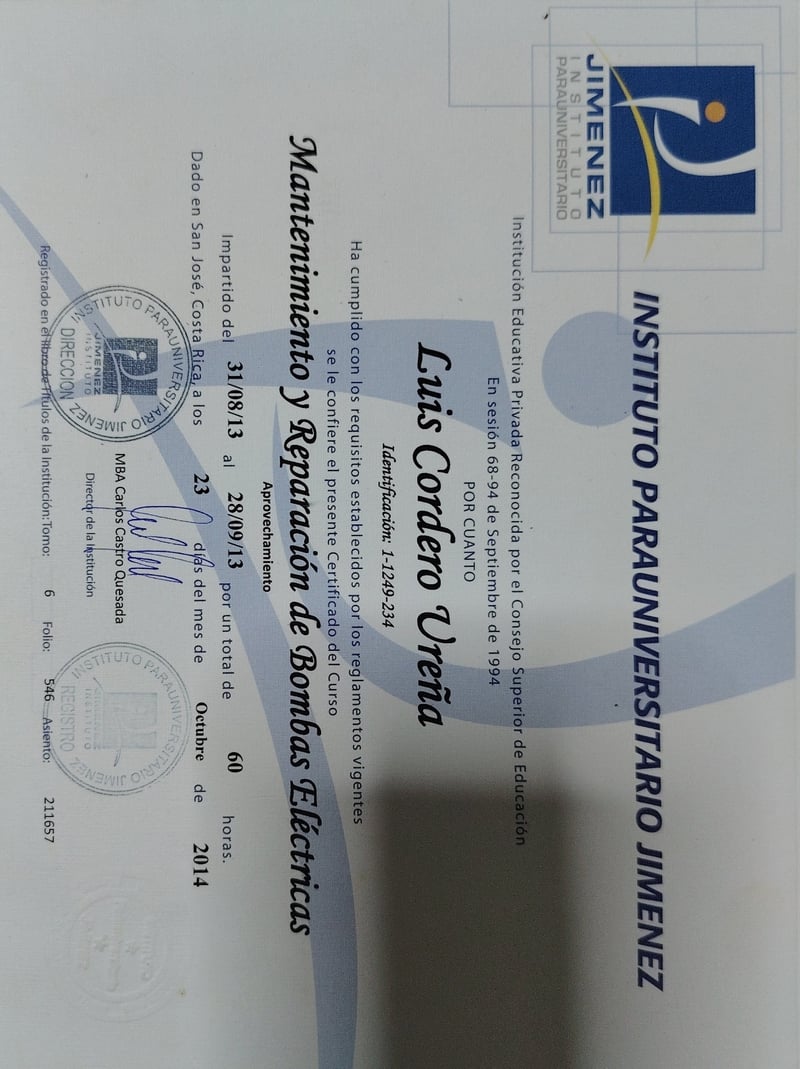 JIMENEZ
INSTITUTO
PARAUNIVERSITARIO
INSTITUTO PARAUNIVERSITARIO JIMENEZ
Institución Educativa Privada Reconocida por el Consejo Superior de Educación
En sesión 68-94 de Septiembre de 1994
POR CUANTO
Luis Cordero Ureña
Identificación: 1-1249-234
Ha cumplido con los requisitos establecidos por los reglamentos vigentes
se le confiere el presente Certificado del Curso
Mantenimiento y Reparación de Bombas Eléctricas
Aprovechamiento
Impartido del 31/08/13 al 28/09/13 por un total de 60 horas.
Dado en San José, Costa Rica, a los 23 días del mes de Octubre de 2014
INSTITUTO PARAUNIVERSITARIO JIMENEZ
JIMENEZ
INSTITUTO
DIRECCION
MBA Carlos Castro Quesada
Director de la Institución
INSTITUTO PARAUNIVERSITARIO JIMENEZ
INSTITUTO
REGISTRO
Registrado en el libro de Títulos de la Institución: Tomo: 6 Folio: 546 Asiento: 211657